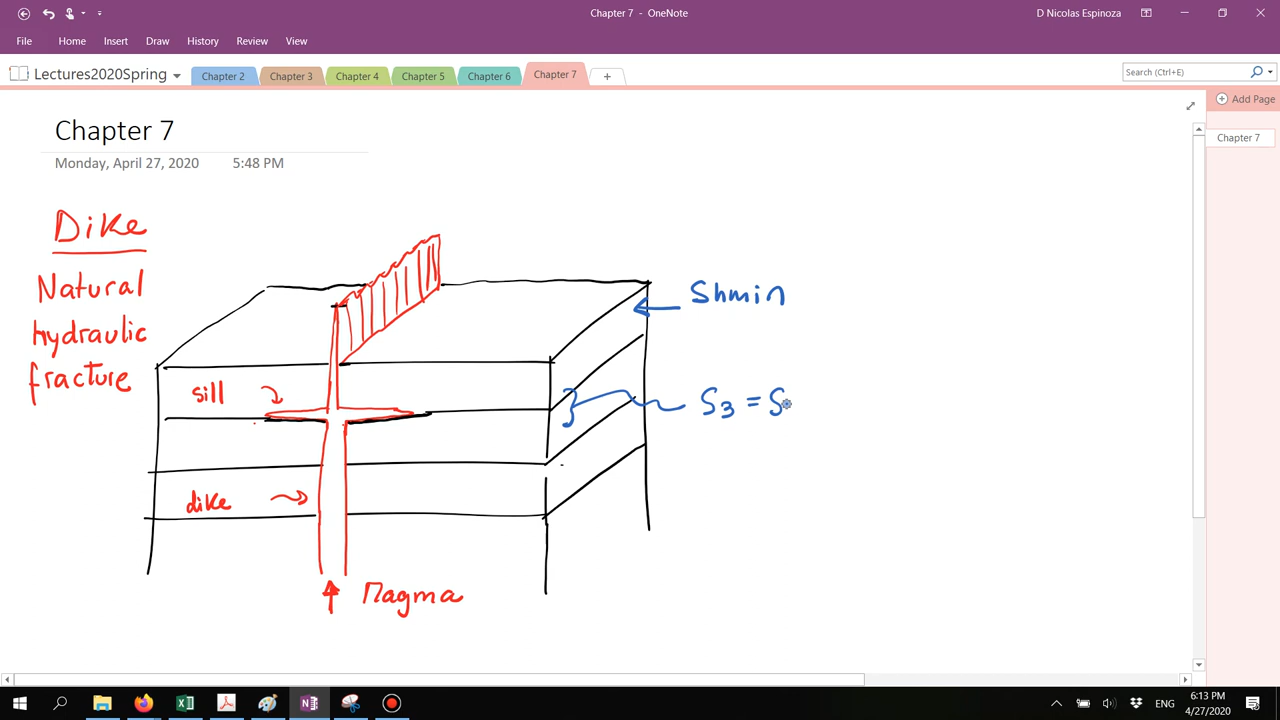 Chapter 7 - OneNote
D Nicolas Espinoza
File Home Insert Draw History Review View
Lectures2020Spring
Chapter 2 Chapter 3 Chapter 4 Chapter 5 Chapter 6 Chapter 7 +
Search (Ctrl+E)
Add Page
Chapter 7
Chapter 7
Monday, April 27, 2020 5:48 PM
Dike
Natural
hydraulic
fracture
Shmin
sill
S3 = S
dike
Magma
ENG
6:13 PM
4/27/2020